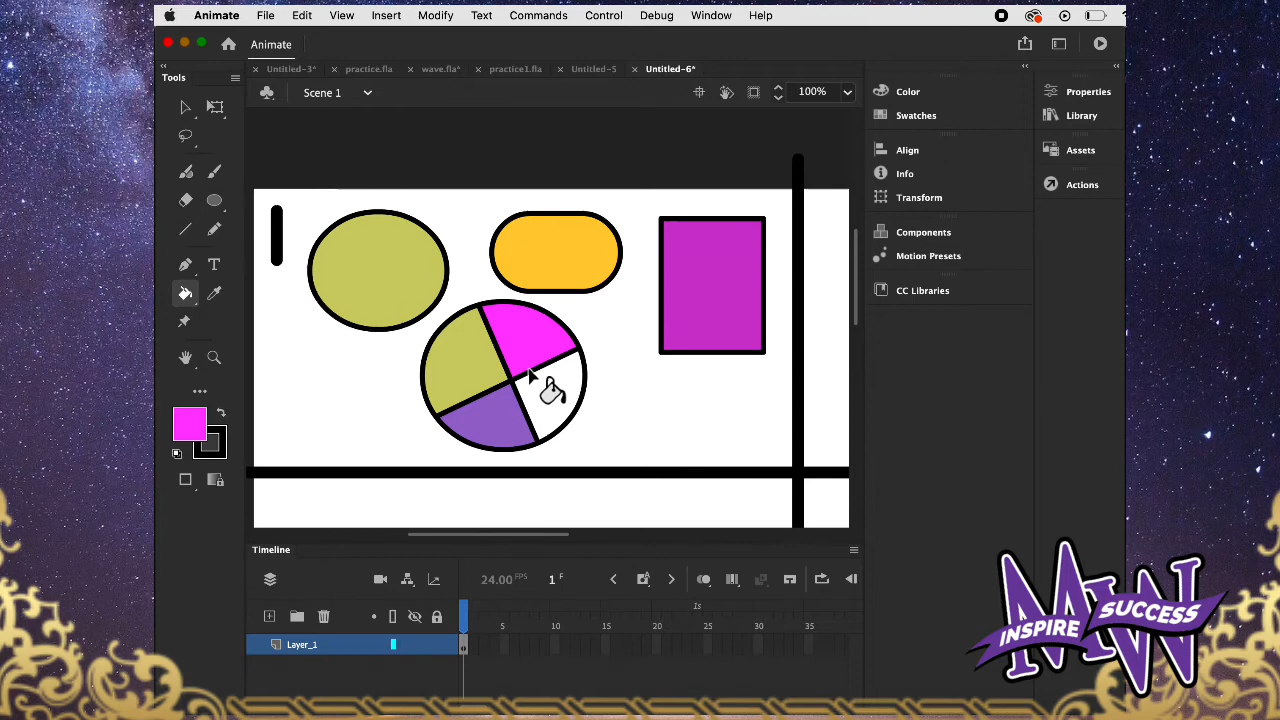 Animate File Edit View Insert Modify Text Commands Control Debug Window Help
Animate
Tools
Untitled-3* practice.fla wave.fla* practice1.fla Untitled-5 Untitled-6*
Scene 1 100%
Color
Swatches
Align
Info
Transform
Components
Motion Presets
CC Libraries
Properties
Library
Assets
Actions
Timeline
24.00 FPS 1 F
1s
5 10 15 20 25 30 35
Layer_1
MW
INSPIRE SUCCESS